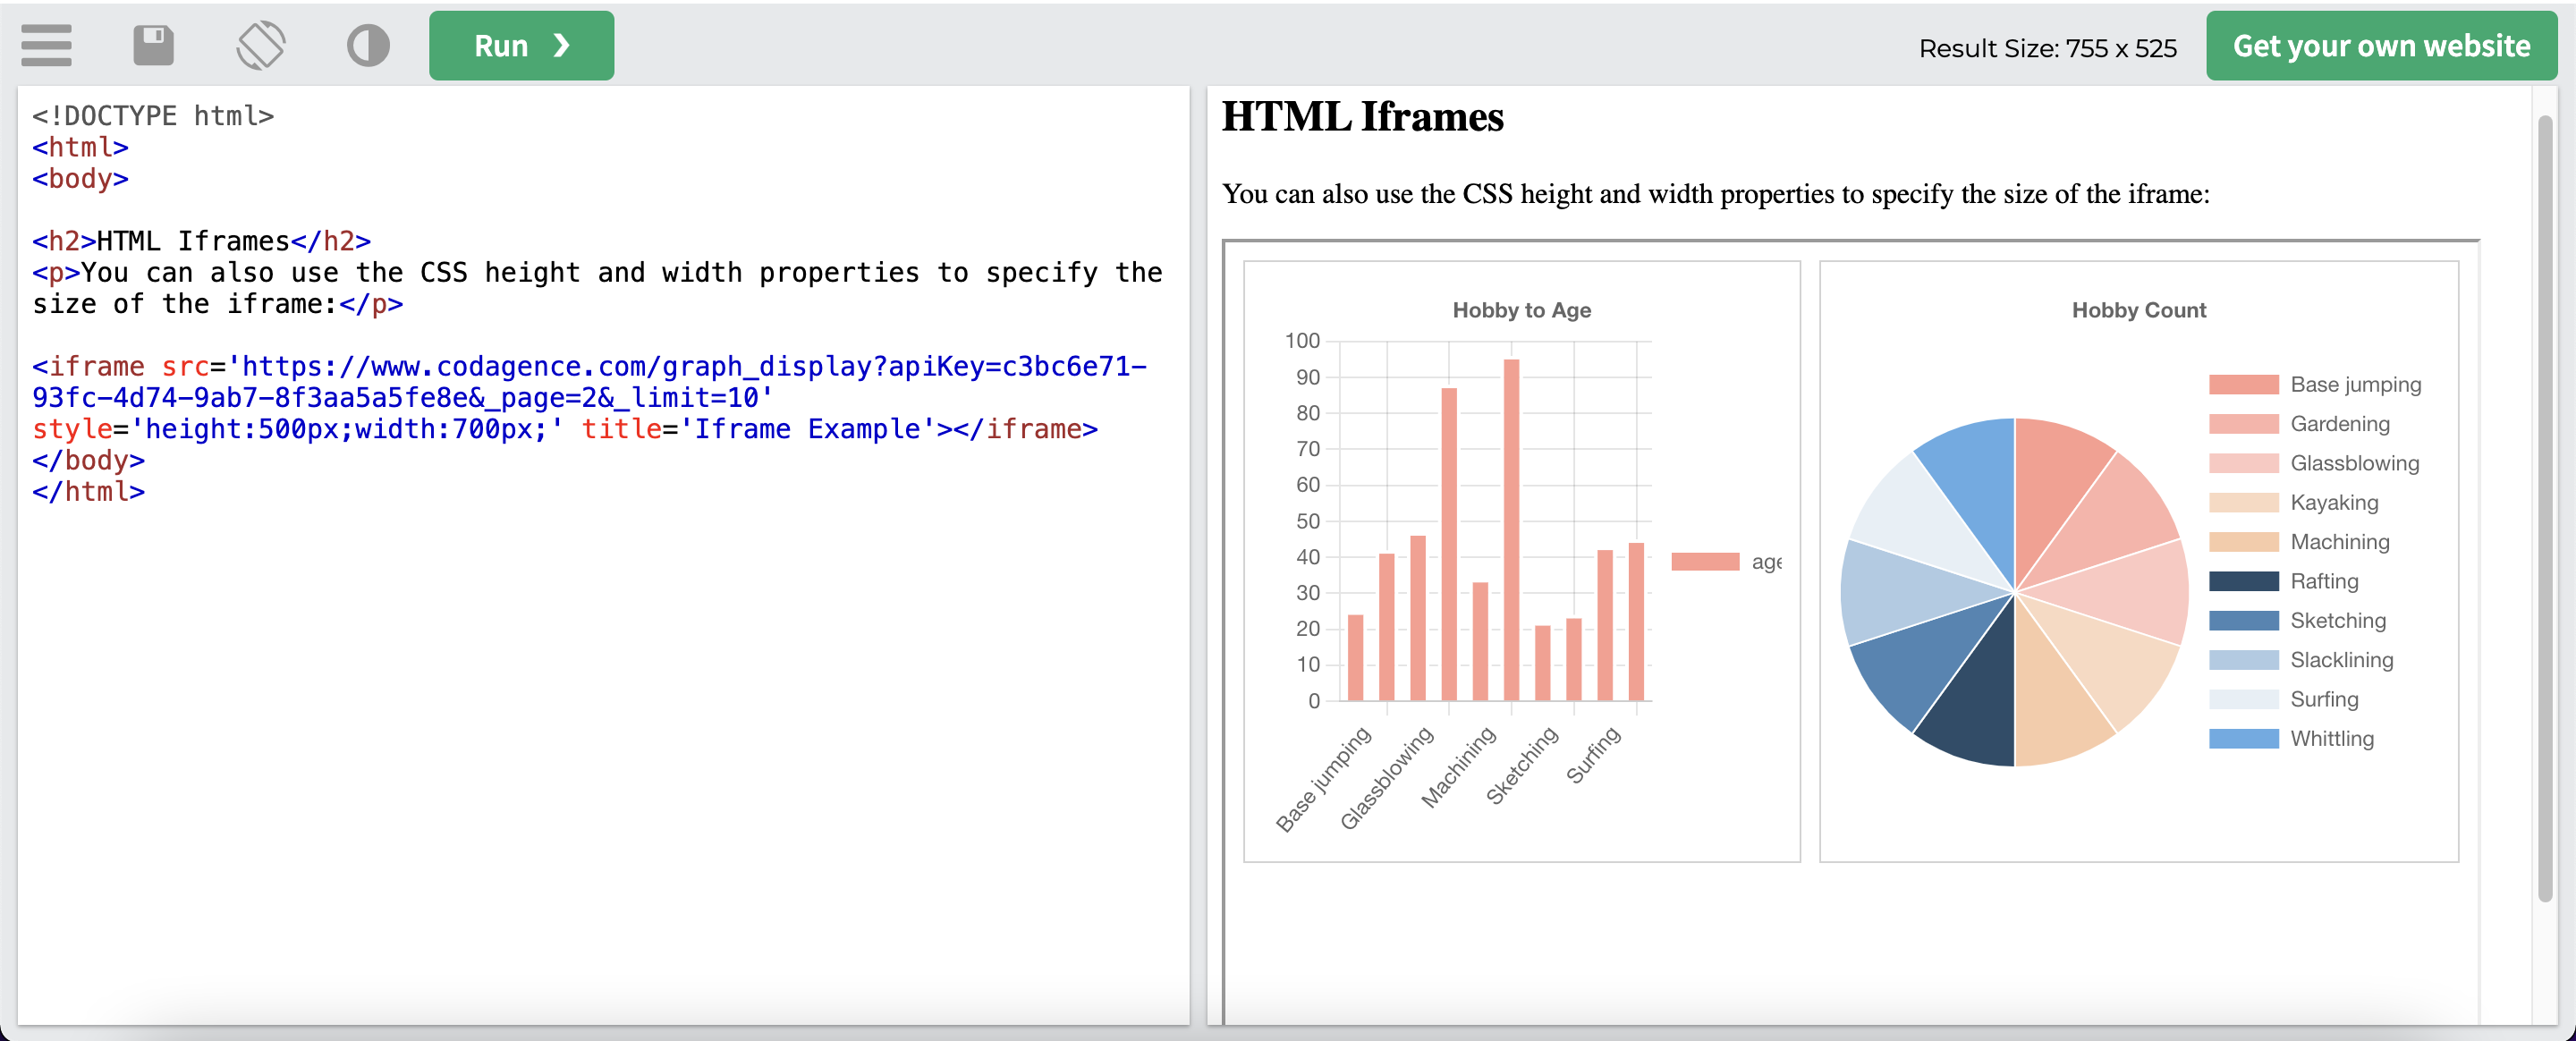 Run ❯
Result Size: 755 x 525
Get your own website
<!DOCTYPE html>
<html>
<body>
<h2>HTML Iframes</h2>
<p>You can also use the CSS height and width properties to specify the
size of the iframe:</p>
<iframe src='https://www.codagence.com/graph_display?apiKey=c3bc6e71-
93fc-4d74-9ab7-8f3aa5a5fe8e&_page=2&_limit=10'
style='height:500px;width:700px;' title='Iframe Example'></iframe>
</body>
</html>
HTML Iframes
You can also use the CSS height and width properties to specify the size of the iframe:
Hobby to Age
100
90
80
70
60
50
40
30
20
10
0
Base jumping
Glassblowing
Machining
Sketching
Surfing
age
Hobby Count
Base jumping
Gardening
Glassblowing
Kayaking
Machining
Rafting
Sketching
Slacklining
Surfing
Whittling